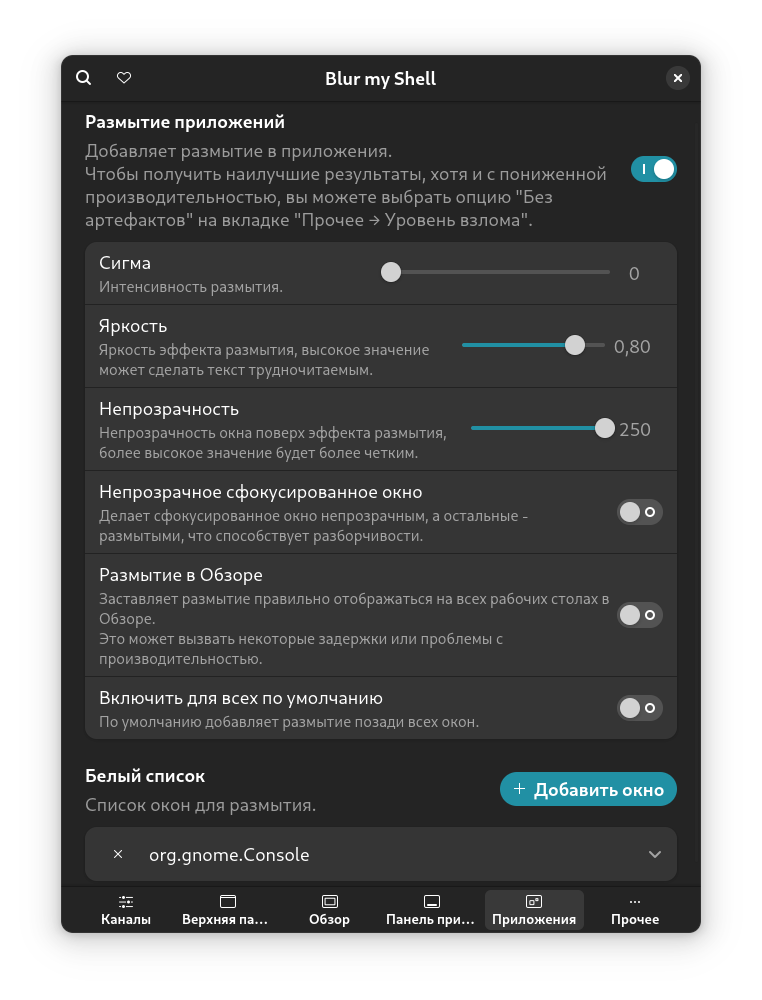 Blur my Shell
Размытие приложений
Добавляет размытие в приложения.
Чтобы получить наилучшие результаты, хотя и с пониженной
производительностью, вы можете выбрать опцию "Без
артефактов" на вкладке "Прочее → Уровень взлома".
Сигма
Интенсивность размытия.
0
Яркость
Яркость эффекта размытия, высокое значение
может сделать текст трудночитаемым.
0,80
Непрозрачность
Непрозрачность окна поверх эффекта размытия,
более высокое значение будет более четким.
250
Непрозрачное сфокусированное окно
Делает сфокусированное окно непрозрачным, а остальные -
размытыми, что способствует разборчивости.
Размытие в Обзоре
Заставляет размытие правильно отображаться на всех рабочих столах в
Обзоре.
Это может вызвать некоторые задержки или проблемы с
производительностью.
Включить для всех по умолчанию
По умолчанию добавляет размытие позади всех окон.
Белый список
Список окон для размытия.
+ Добавить окно
org.gnome.Console
Каналы
Верхняя па...
Обзор
Панель при...
Приложения
Прочее